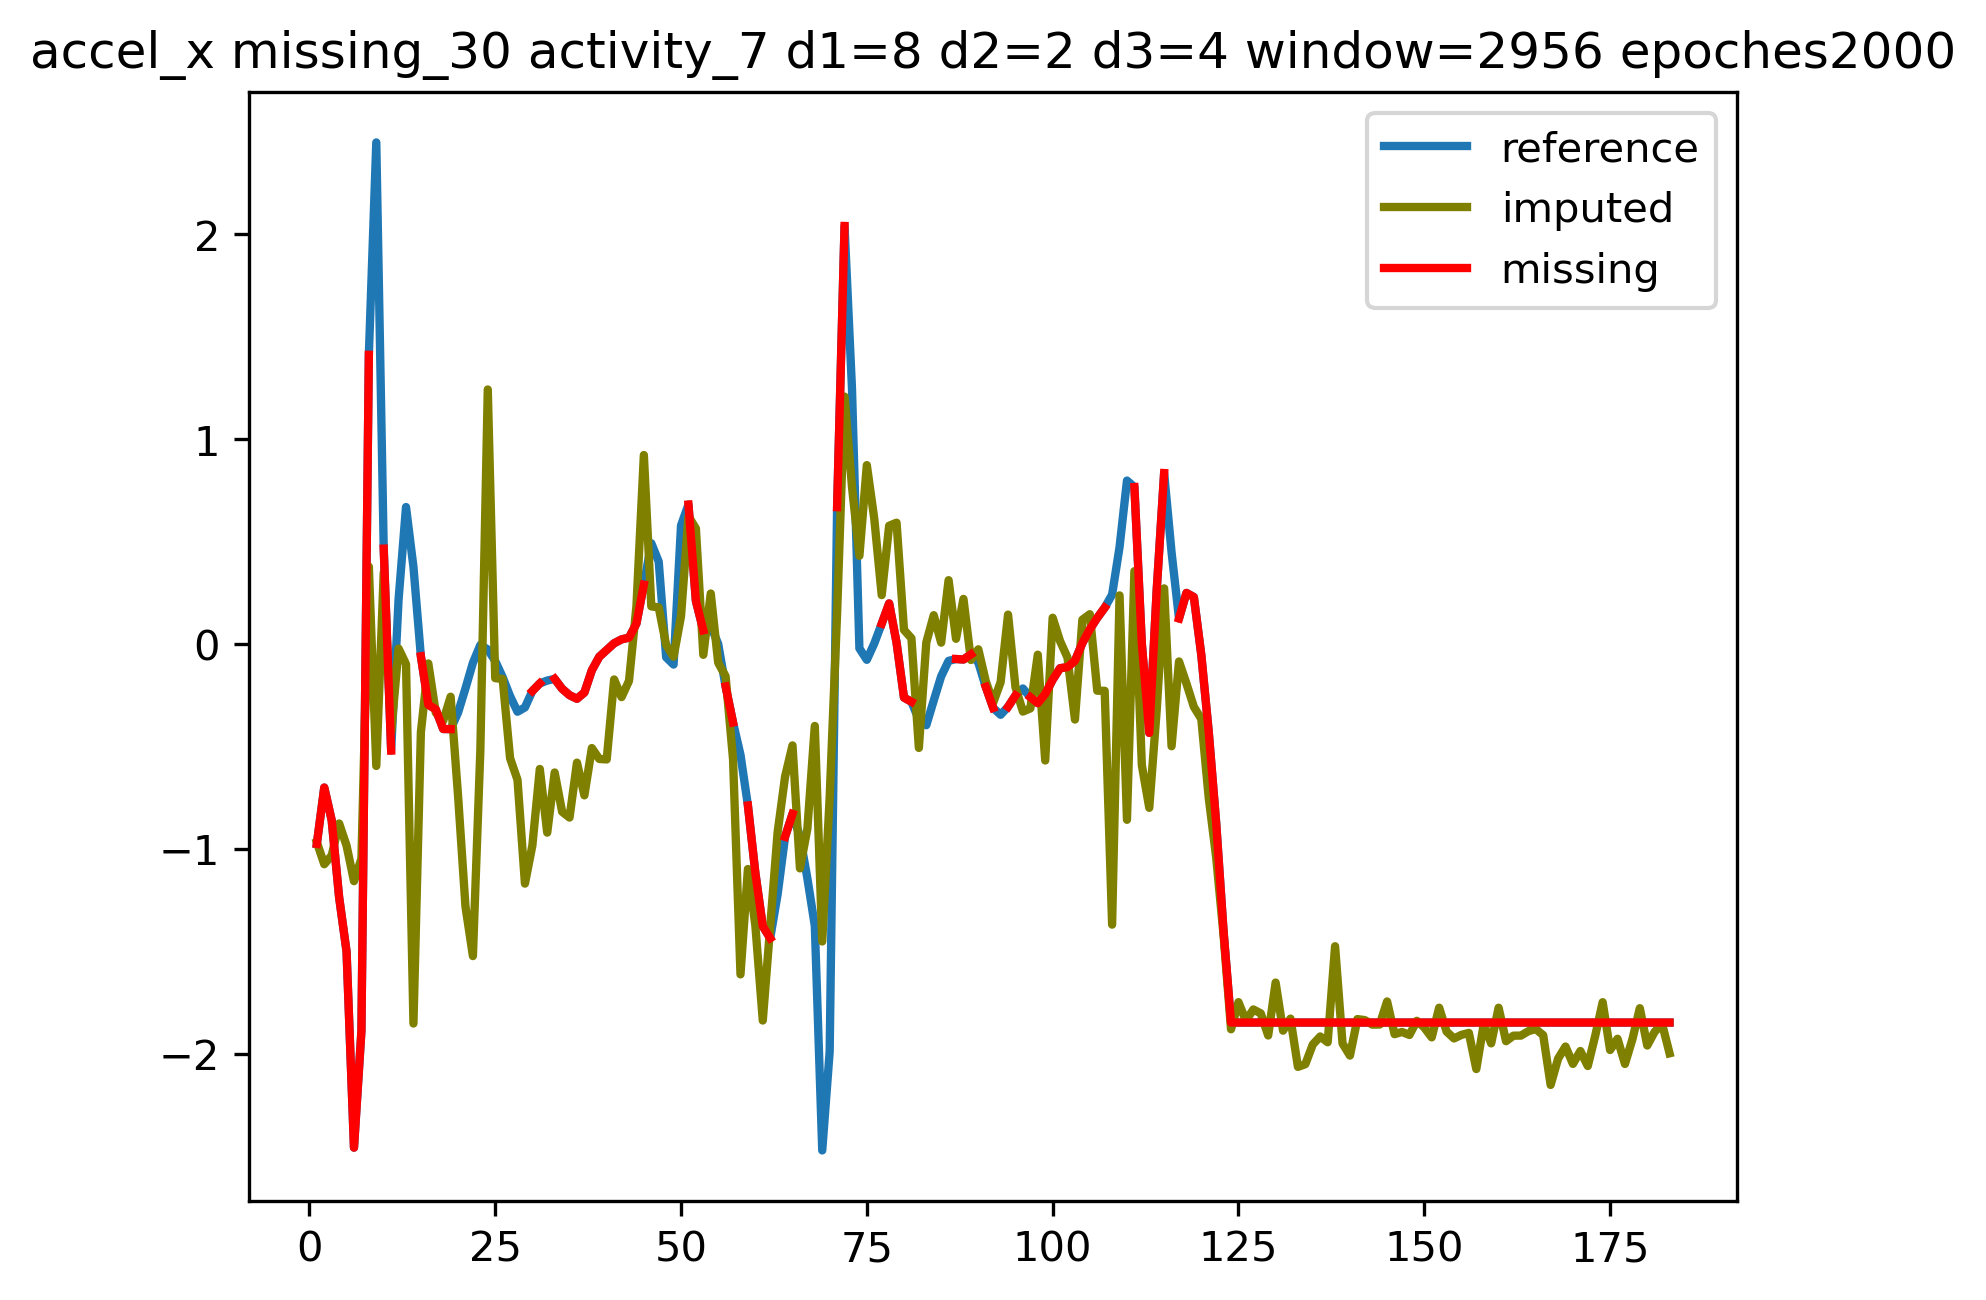 accel_x missing_30 activity_7 d1=8 d2=2 d3=4 window=2956 epoches2000
reference
imputed
missing
2
1
0
−1
−2
0 25 50 75 100 125 150 175